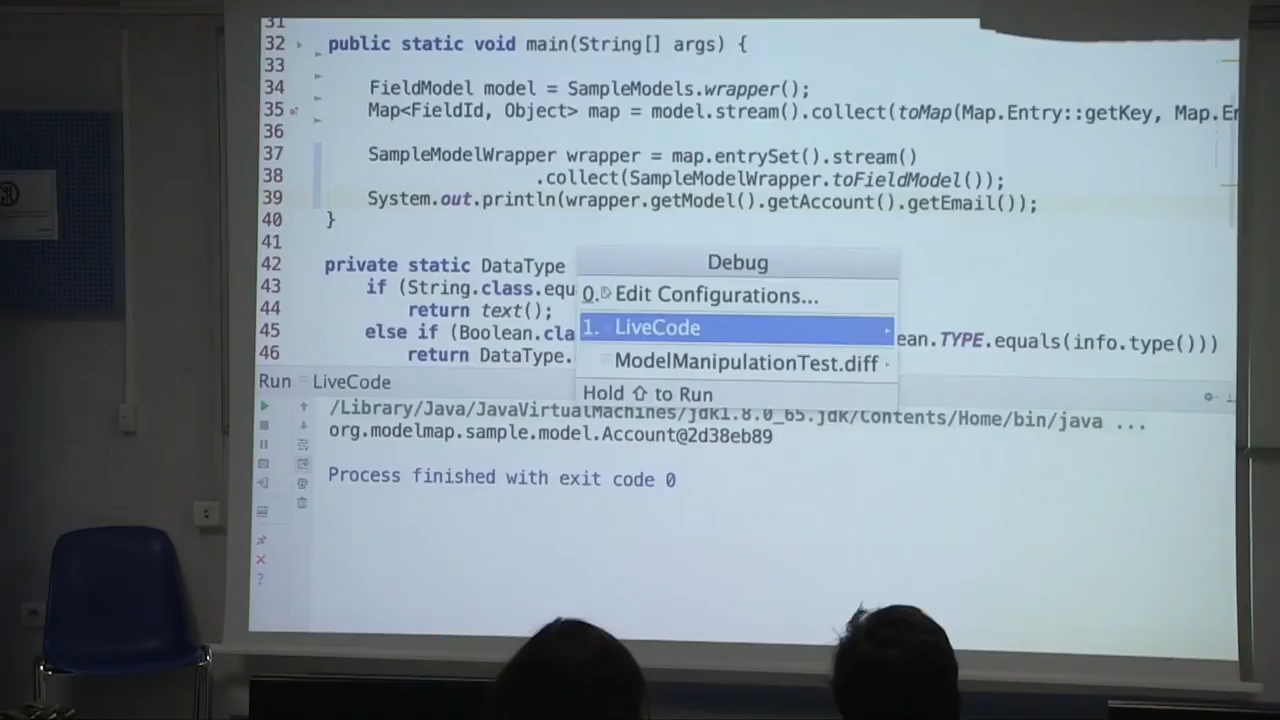 31
32 public static void main(String[] args) {
33
34 FieldModel model = SampleModels.wrapper();
35 Map<FieldId, Object> map = model.stream().collect(toMap(Map.Entry::getKey, Map.En
36
37 SampleModelWrapper wrapper = map.entrySet().stream()
38 .collect(SampleModelWrapper.toFieldModel());
39 System.out.println(wrapper.getModel().getAccount().getEmail());
40 }
41
42 private static DataType
43 if (String.class.equ
44 return text();
45 else if (Boolean.cla ean.TYPE.equals(info.type()))
46 return DataType.
Debug
0. Edit Configurations...
1. LiveCode
ModelManipulationTest.diff
Hold ⇧ to Run
Run LiveCode
/Library/Java/JavaVirtualMachines/jdk1.8.0_65.jdk/Contents/Home/bin/java ...
org.modelmap.sample.model.Account@2d38eb89
Process finished with exit code 0